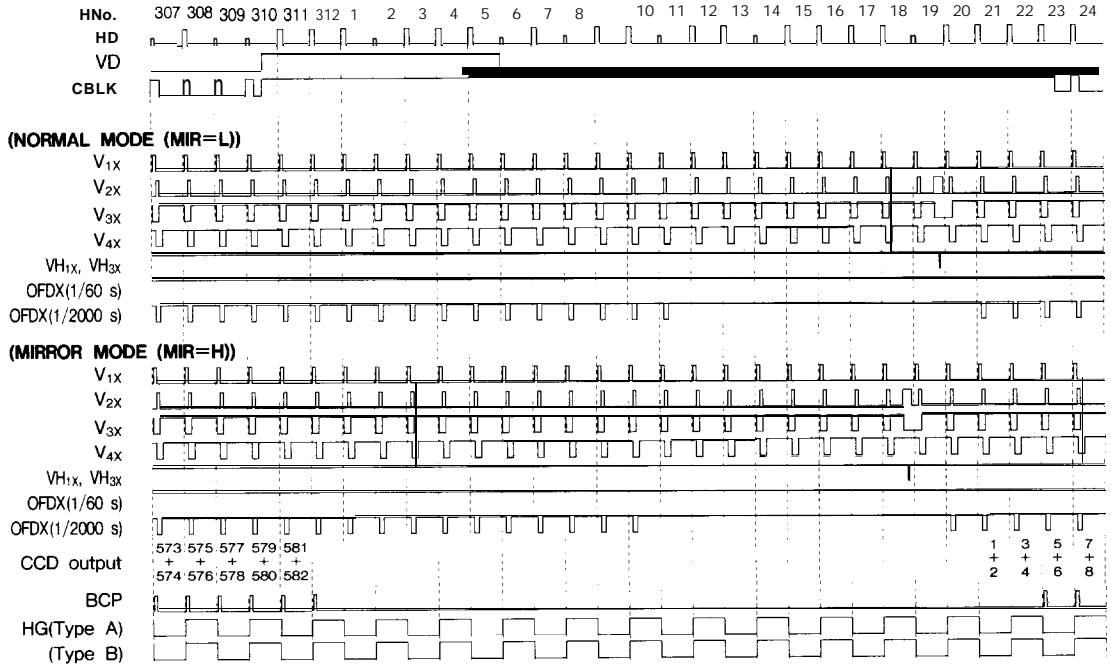 HNo. 307 308 309 310 311 312 1 2 3 4 5 6 7 8 10 11 12 13 14 15 16 17 18 19 20 21 22 23 24
HD
VD
CBLK
(NORMAL MODE (MIR=L))
V1X
V2X
V3X
V4X
VH1X, VH3X
OFDX(1/60 s)
OFDX(1/2000 s)
(MIRROR MODE (MIR=H))
V1X
V2X
V3X
V4X
VH1X, VH3X
OFDX(1/60 s)
OFDX(1/2000 s)
573 575 577 579 581 1 3 5 7
CCD output + + + + + + + + +
574 576 578 580 582 2 4 6 8
BCP
HG(Type A)
(Type B)